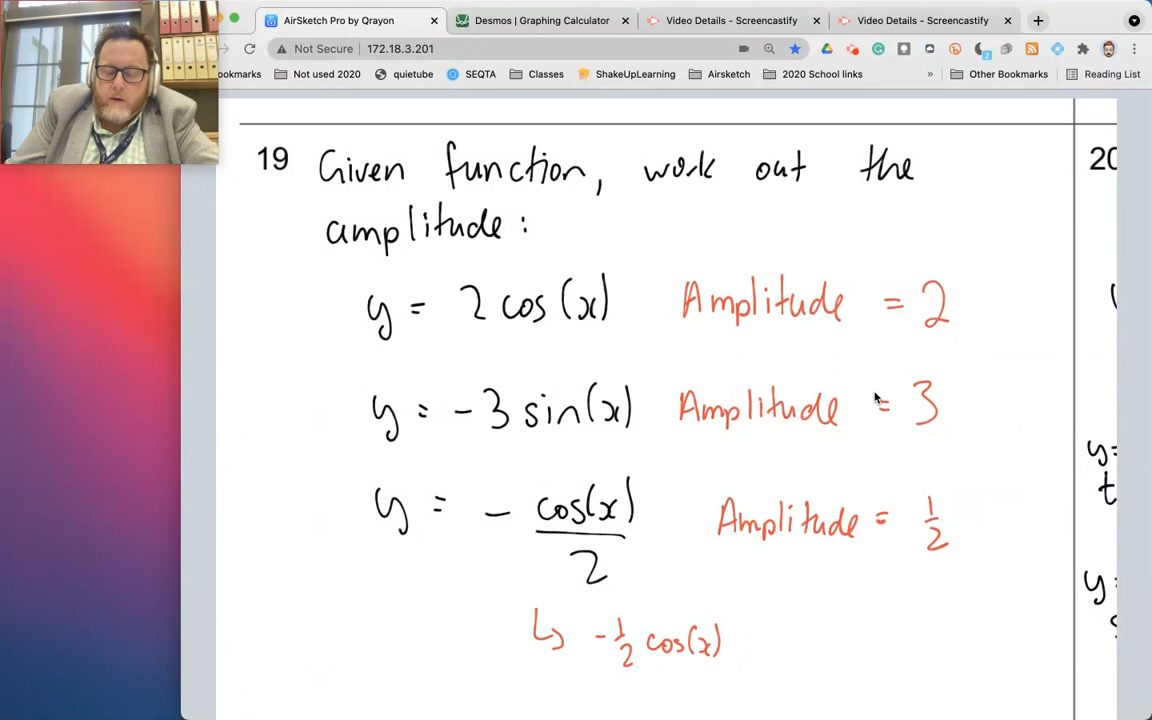 AirSketch Pro by Qrayon
Desmos | Graphing Calculator
Video Details - Screencastify
Video Details - Screencastify
Not Secure | 172.18.3.201
ookmarks
Not used 2020
quietube
SEQTA
Classes
ShakeUpLearning
Airsketch
2020 School links
»
Other Bookmarks
Reading List
19 Given function, work out the
amplitude:
y = 2 cos(x) Amplitude = 2
y = -3 sin(x) Amplitude = 3
y = - cos(x)/2 Amplitude = 1/2
↳ -1/2 cos(x)
20
y=
t
y=